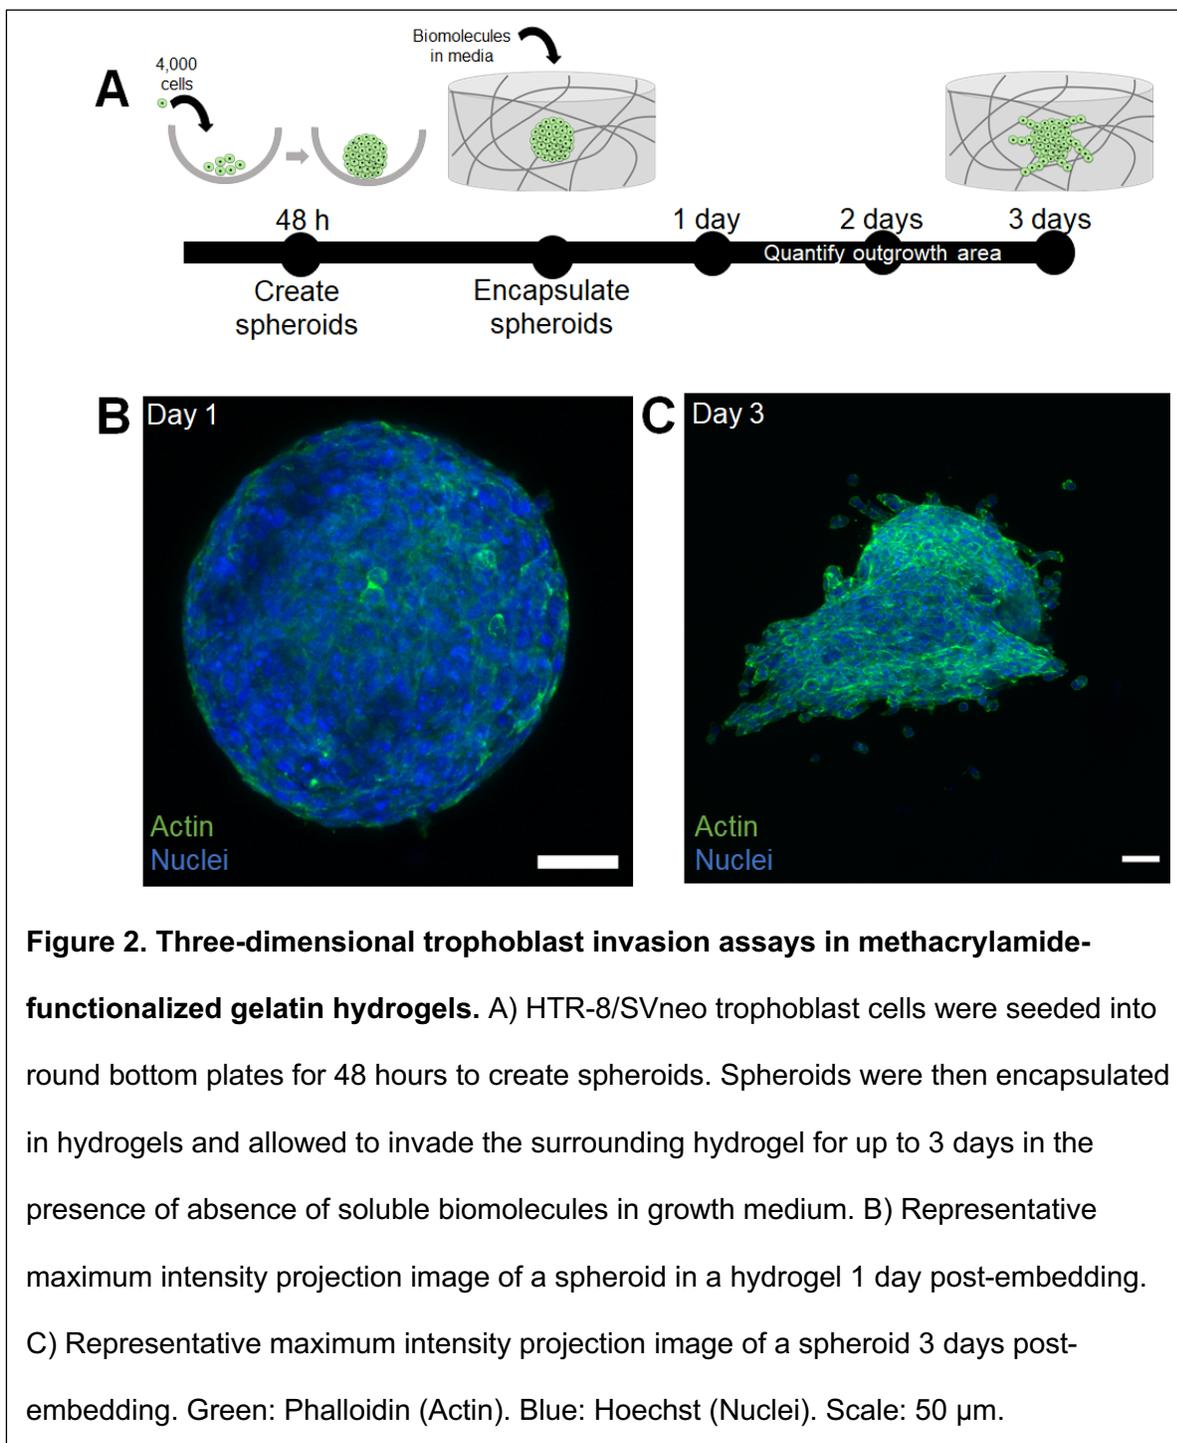 Biomolecules
in media
A
4,000
cells
48 h
1 day
2 days
3 days
Quantify outgrowth area
Create
spheroids
Encapsulate
spheroids
B
Day 1
Actin
Nuclei
C
Day 3
Actin
Nuclei
Figure 2. Three-dimensional trophoblast invasion assays in methacrylamide-
functionalized gelatin hydrogels. A) HTR-8/SVneo trophoblast cells were seeded into
round bottom plates for 48 hours to create spheroids. Spheroids were then encapsulated
in hydrogels and allowed to invade the surrounding hydrogel for up to 3 days in the
presence of absence of soluble biomolecules in growth medium. B) Representative
maximum intensity projection image of a spheroid in a hydrogel 1 day post-embedding.
C) Representative maximum intensity projection image of a spheroid 3 days post-
embedding. Green: Phalloidin (Actin). Blue: Hoechst (Nuclei). Scale: 50 µm.